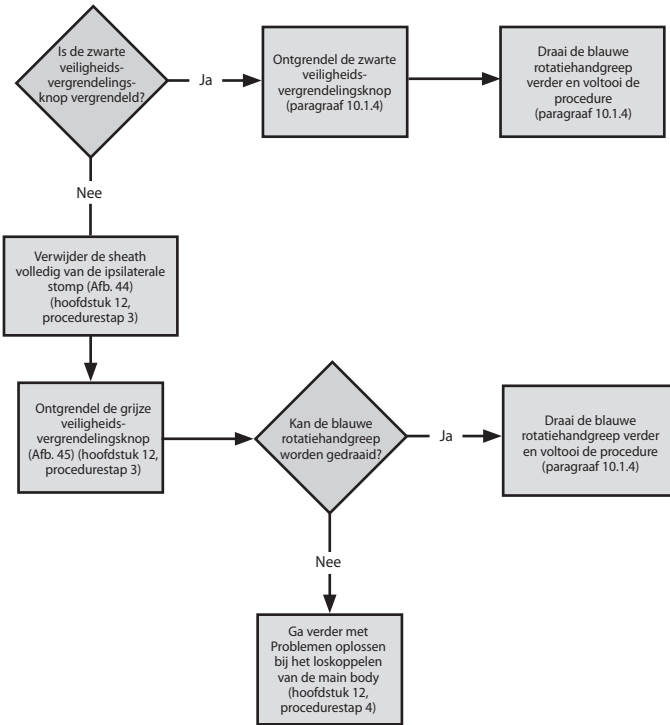 Is de zwarte
veiligheids-
vergrendelings-
knop vergrendeld?
Ja
Ontgrendel de zwarte
veiligheids-
vergrendelingsknop
(paragraaf 10.1.4)
Draai de blauwe
rotatiehandgreep
verder en voltooi de
procedure
(paragraaf 10.1.4)
Nee
Verwijder de sheath
volledig van de ipsilaterale
stomp (Afb. 44)
(hoofdstuk 12,
procedurestap 3)
Ontgrendel de grijze
veiligheids-
vergrendelingsknop
(Afb. 45) (hoofdstuk 12,
procedurestap 3)
Kan de blauwe
rotatiehandgreep
worden gedraaid?
Ja
Draai de blauwe
rotatiehandgreep verder
en voltooi de procedure
(paragraaf 10.1.4)
Nee
Ga verder met
Problemen oplossen
bij het loskoppelen
van de main body
(hoofdstuk 12,
procedurestap 4)